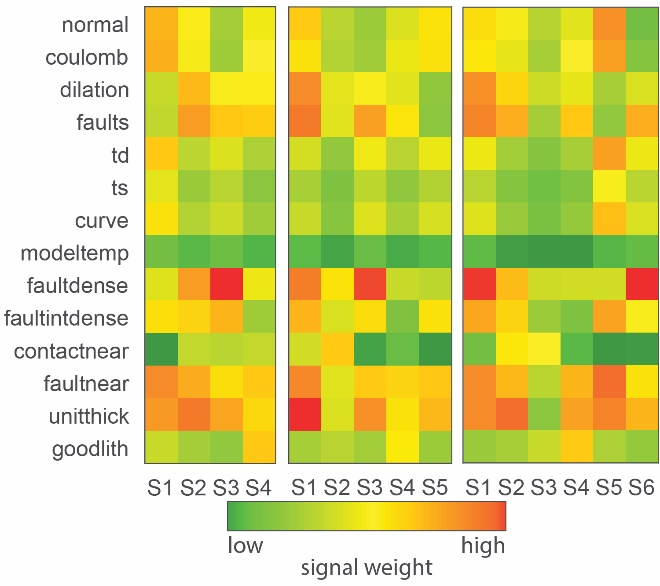 normal
coulomb
dilation
faults
td
ts
curve
modeltemp
faultdense
faultintdense
contactnear
faultnear
unitthick
goodlith
S1 S2 S3 S4 S1 S2 S3 S4 S5 S1 S2 S3 S4 S5 S6
low high
signal weight